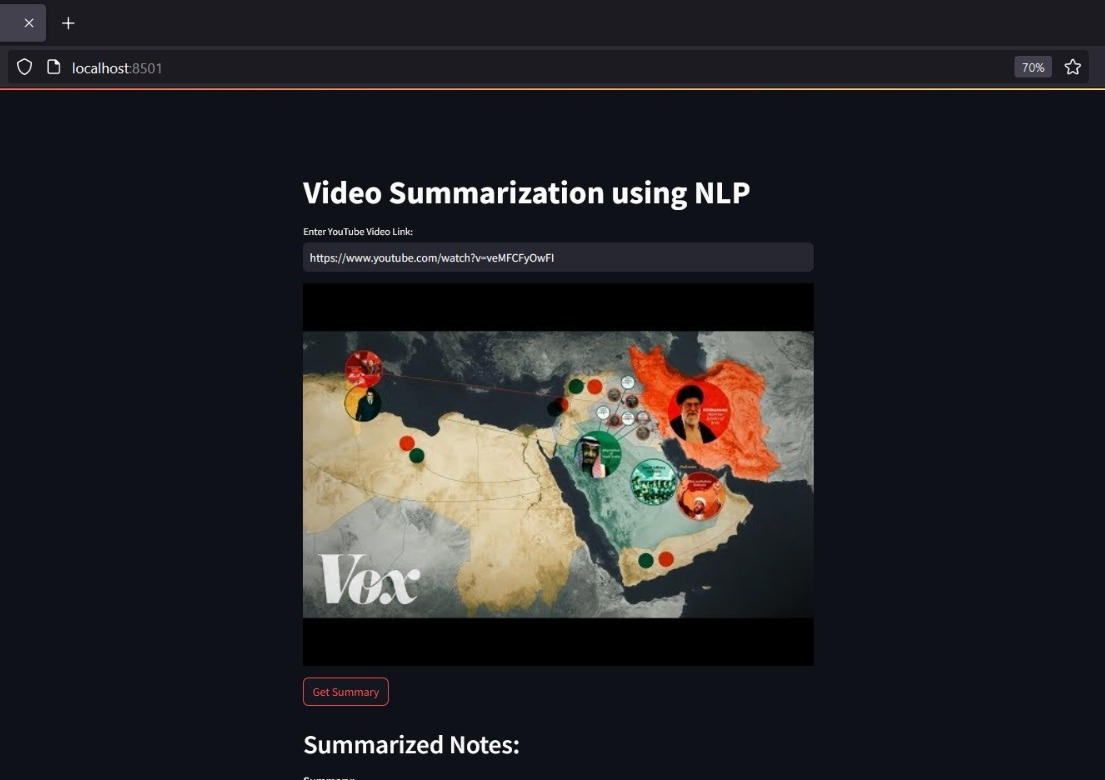 localhost:8501
70%
Video Summarization using NLP
Enter YouTube Video Link:
https://www.youtube.com/watch?v=veMFCFyOwFI
Vox
Get Summary
Summarized Notes: